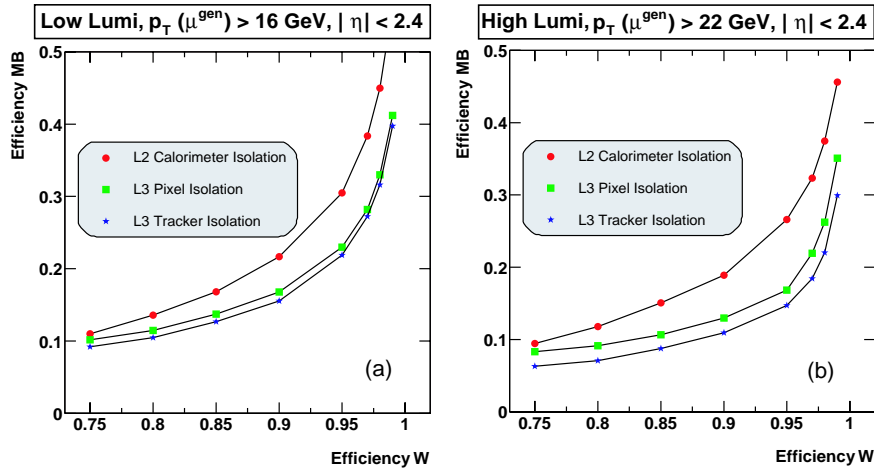 Low Lumi, pT (μgen) > 16 GeV, | η| < 2.4
Efficiency MB
0.5
0.4
0.3
0.2
0.1
0
L2 Calorimeter Isolation
L3 Pixel Isolation
L3 Tracker Isolation
(a)
0.75 0.8 0.85 0.9 0.95 1
Efficiency W
High Lumi, pT (μgen) > 22 GeV, | η| < 2.4
Efficiency MB
0.5
0.4
0.3
0.2
0.1
0
L2 Calorimeter Isolation
L3 Pixel Isolation
L3 Tracker Isolation
(b)
0.75 0.8 0.85 0.9 0.95 1
Efficiency W